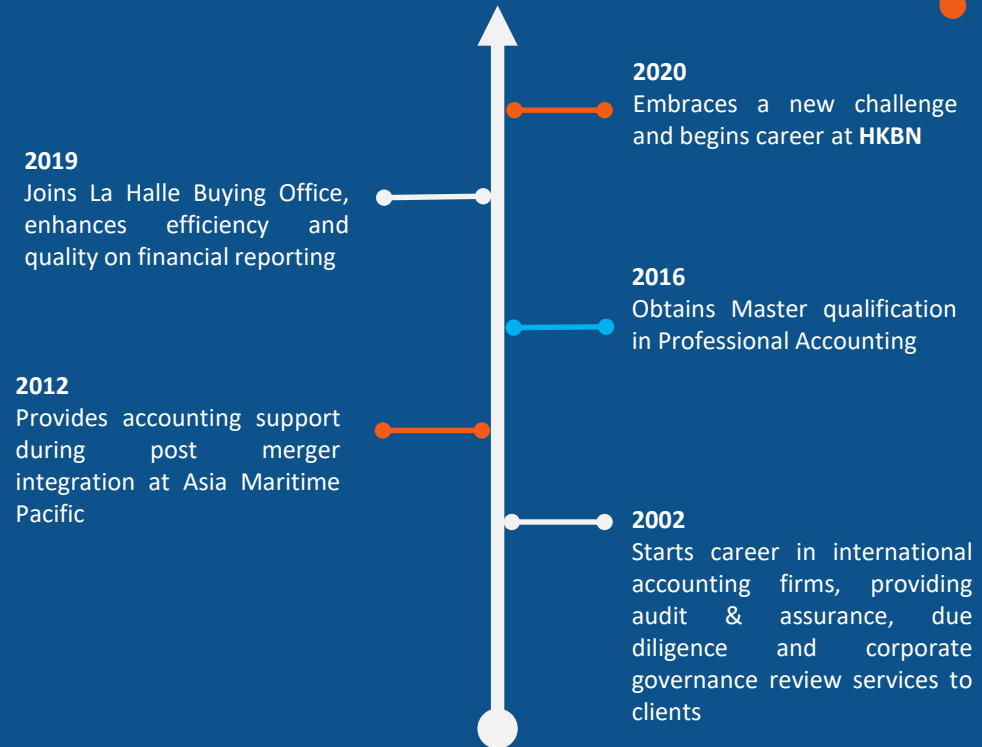 2020
Embraces a new challenge
and begins career at HKBN
2019
Joins La Halle Buying Office,
enhances efficiency and
quality on financial reporting
2016
Obtains Master qualification
in Professional Accounting
2012
Provides accounting support
during post merger
integration at Asia Maritime
Pacific
2002
Starts career in international
accounting firms, providing
audit & assurance, due
diligence and corporate
governance review services to
clients